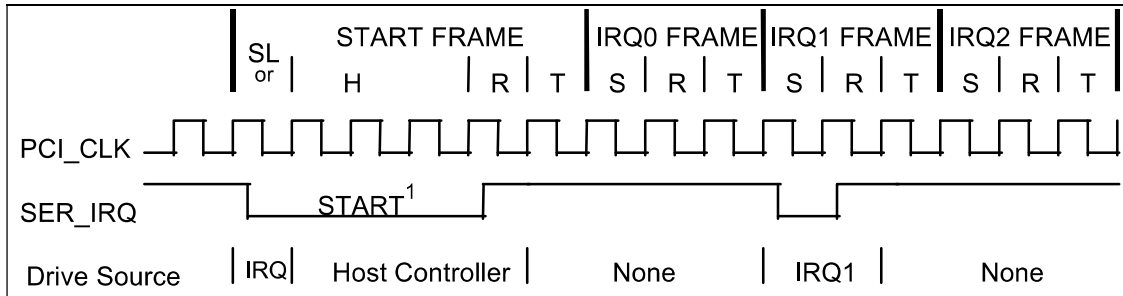 START FRAME IRQ0 FRAME IRQ1 FRAME IRQ2 FRAME
SL
or H R T S R T S R T S R T
PCI_CLK
SER_IRQ START1
Drive Source IRQ Host Controller None IRQ1 None